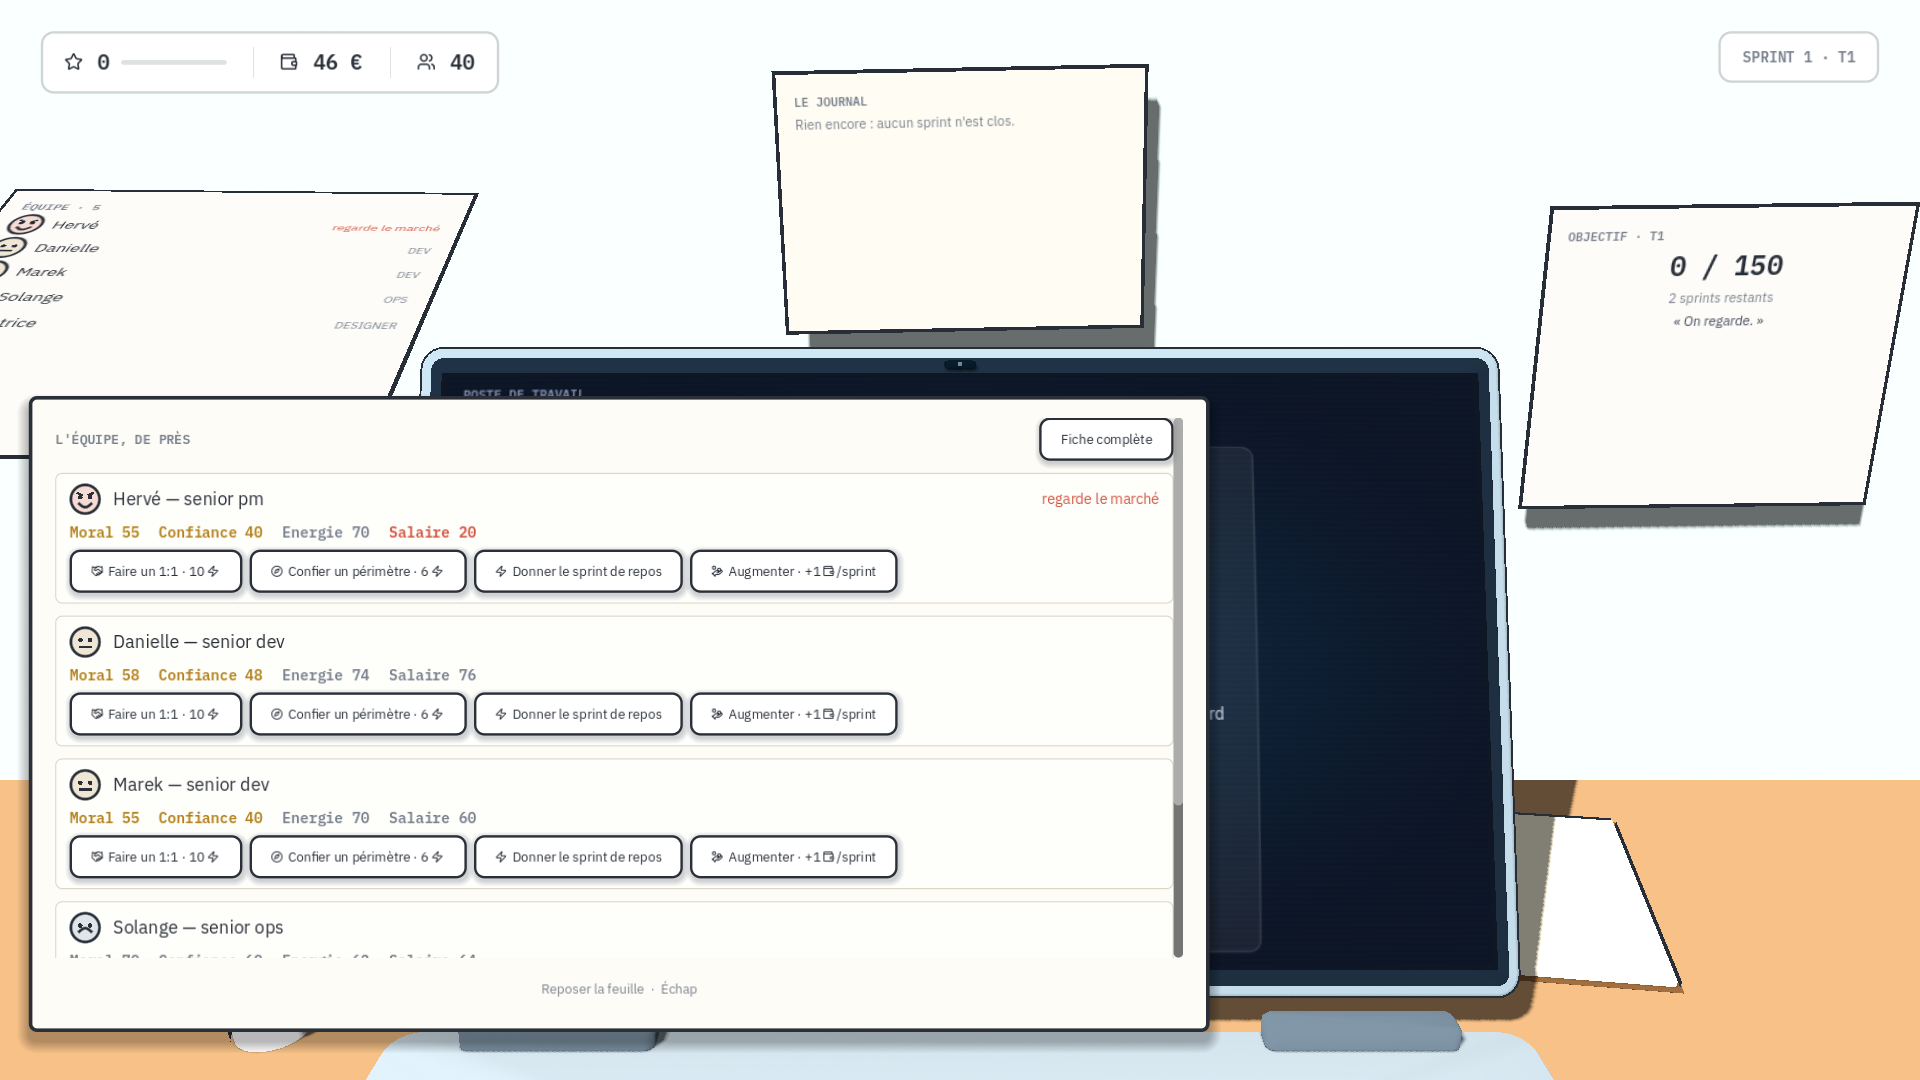 0
46 €
40
SPRINT 1 · T1
LE JOURNAL
Rien encore : aucun sprint n'est clos.
ÉQUIPE · 5
Hervé regarde le marché
Danielle DEV
Marek DEV
Solange OPS
trice DESIGNER
OBJECTIF · T1
0 / 150
2 sprints restants
« On regarde. »
POSTE DE TRAVAIL
rd
L'ÉQUIPE, DE PRÈS
Fiche complète
Hervé — senior pm
regarde le marché
Moral 55 Confiance 40 Energie 70 Salaire 20
Faire un 1:1 · 10 Confier un périmètre · 6 Donner le sprint de repos Augmenter · +1 /sprint
Danielle — senior dev
Moral 58 Confiance 48 Energie 74 Salaire 76
Faire un 1:1 · 10 Confier un périmètre · 6 Donner le sprint de repos Augmenter · +1 /sprint
Marek — senior dev
Moral 55 Confiance 40 Energie 70 Salaire 60
Faire un 1:1 · 10 Confier un périmètre · 6 Donner le sprint de repos Augmenter · +1 /sprint
Solange — senior ops
Reposer la feuille · Échap